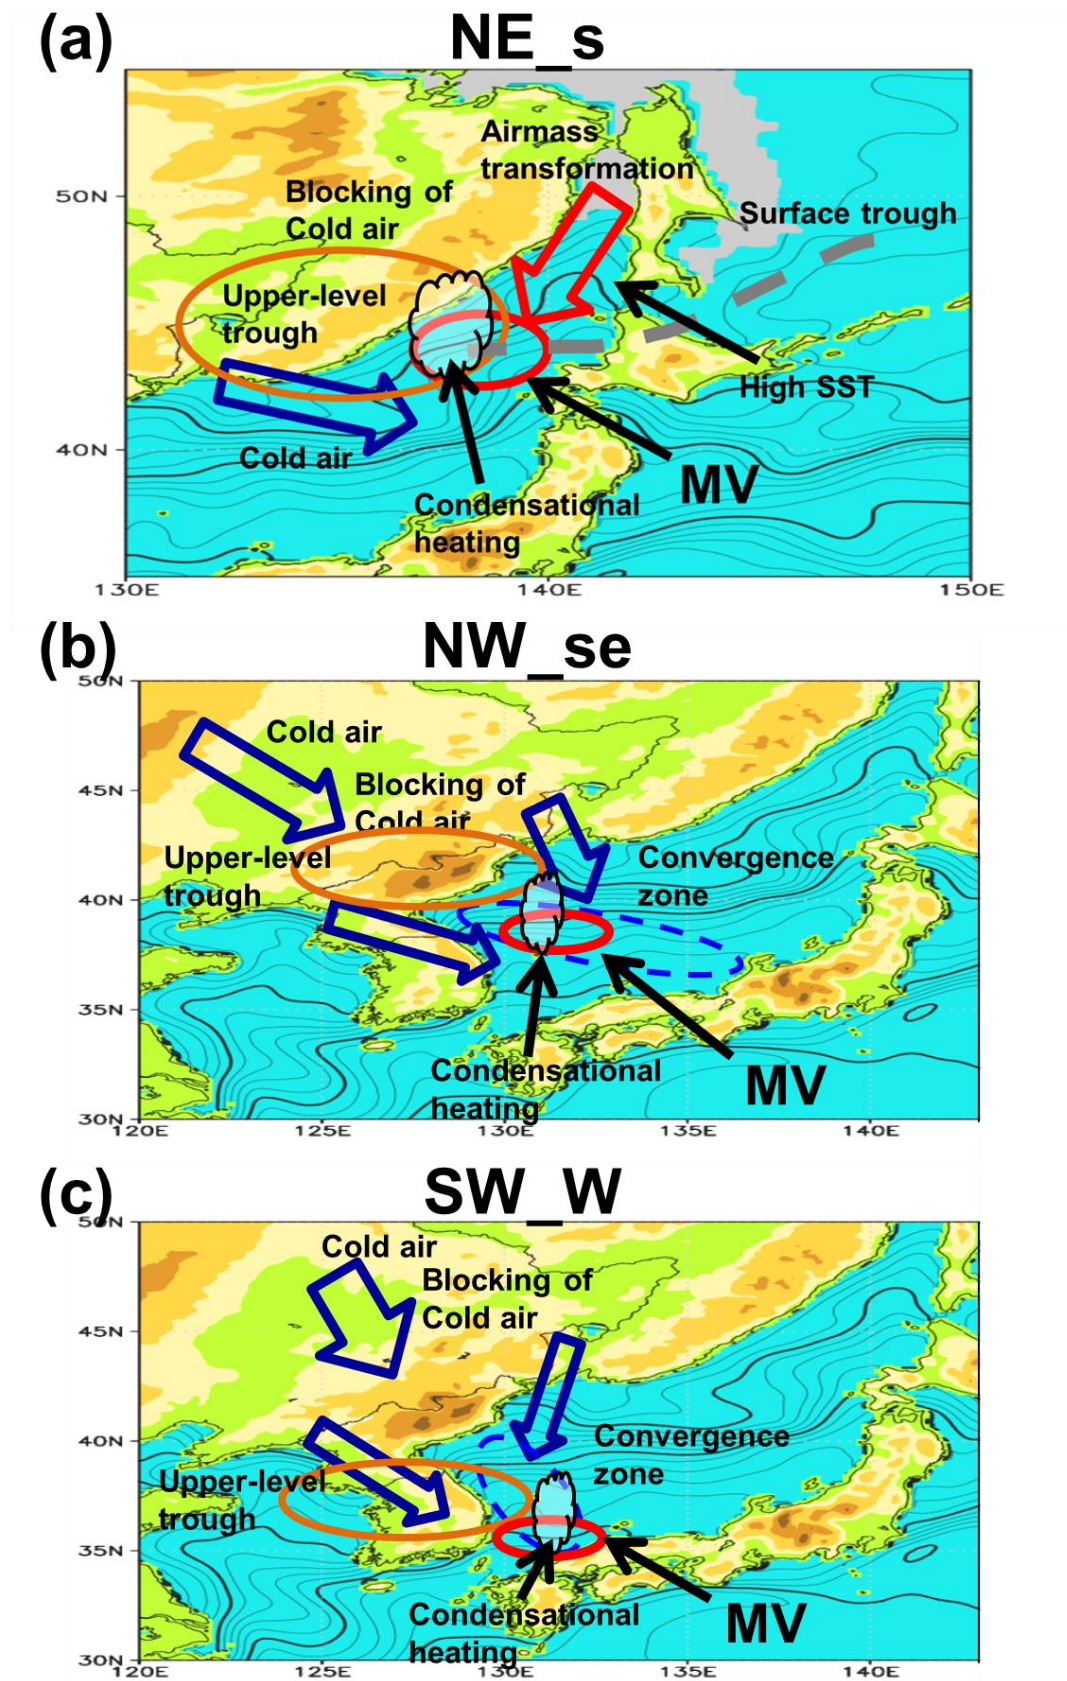 (a) NE_s
Airmass
transformation
Blocking of
Cold air
50N
Surface trough
Upper-level
trough
High SST
Cold air
40N
MV
Condensational
heating
130E 140E 150E
(b) NW_se
50N
Cold air
Blocking of
Cold air
45N
Upper-level
trough
Convergence
zone
40N
35N
Condensational
heating
MV
30N
120E 125E 130E 135E 140E
(c) SW_W
50N
Cold air
Blocking of
Cold air
45N
40N
Convergence
zone
Upper-level
trough
35N
Condensational
heating
MV
30N
120E 125E 130E 135E 140E